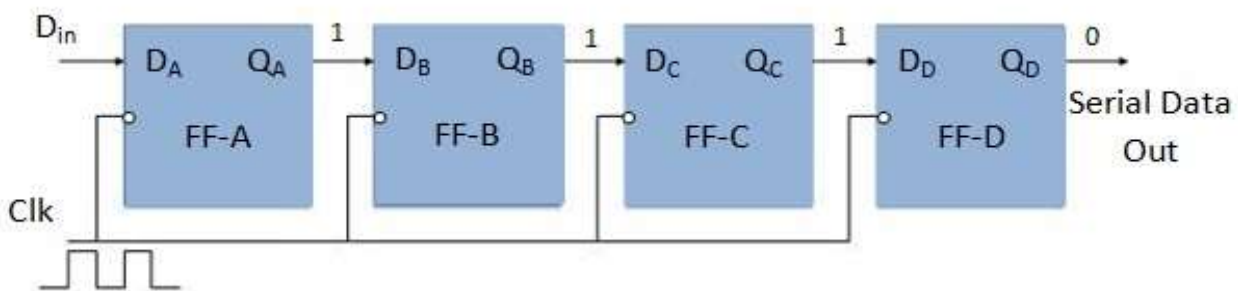 D_in
D_A Q_A
1
D_B Q_B
1
D_C Q_C
1
D_D Q_D
0
FF-A
FF-B
FF-C
FF-D
Serial Data
Out
Clk